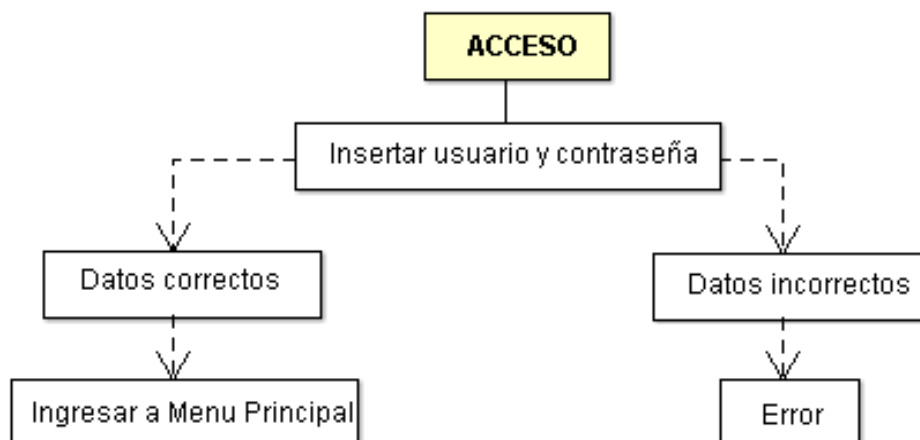 ACCESO
Insertar usuario y contraseña
Datos correctos
Datos incorrectos
Ingresar a Menu Principal
Error